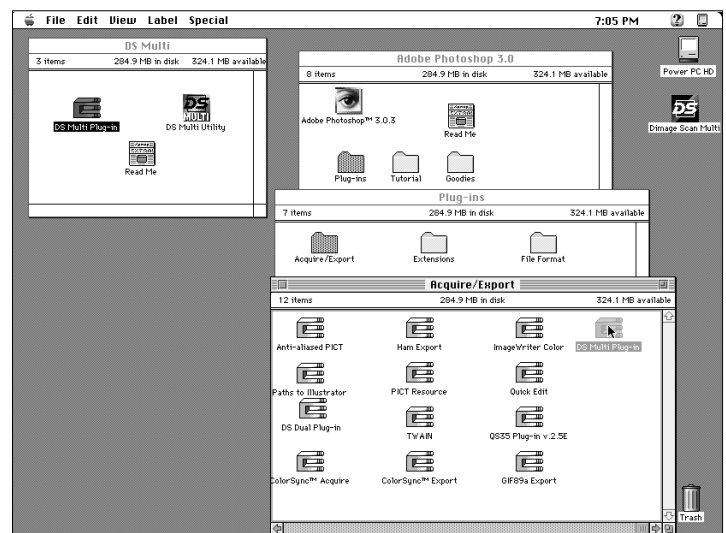 File Edit View Label Special 7:05 PM
DS Multi
3 items 284.9 MB in disk 324.1 MB available
DS Multi Plug-in
DS
MULTI
DS Multi Utility
Read Me
Adobe Photoshop 3.0
8 items 284.9 MB in disk 324.1 MB available
Adobe Photoshop™ 3.0.3
Read Me
Plug-ins Tutorial Goodies
Power PC HD
DS
Dimage Scan Multi
Plug-ins
7 items 284.9 MB in disk 324.1 MB available
Acquire/Export Extensions File Format
Acquire/Export
12 items 284.9 MB in disk 324.1 MB available
Anti-aliased PICT Ham Export ImageWriter Color DS Multi Plug-in
Paths to Illustrator PICT Resource Quick Edit
DS Dual Plug-in TWAIN QS35 Plug-in v.2.5E
ColorSync™ Acquire ColorSync™ Export GIF89a Export
Trash